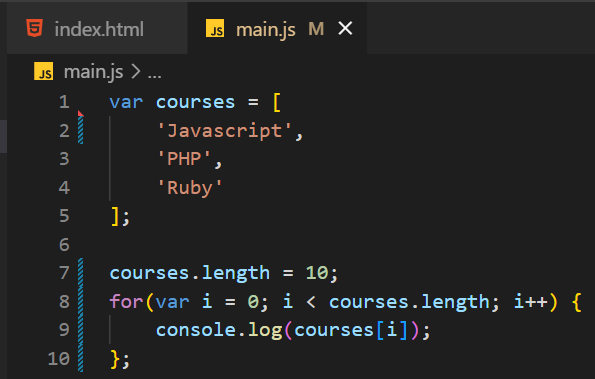 index.html main.js M
JS main.js > ...
1 var courses = [
2     'Javascript',
3     'PHP',
4     'Ruby'
5 ];
6
7 courses.length = 10;
8 for(var i = 0; i < courses.length; i++) {
9     console.log(courses[i]);
10 };